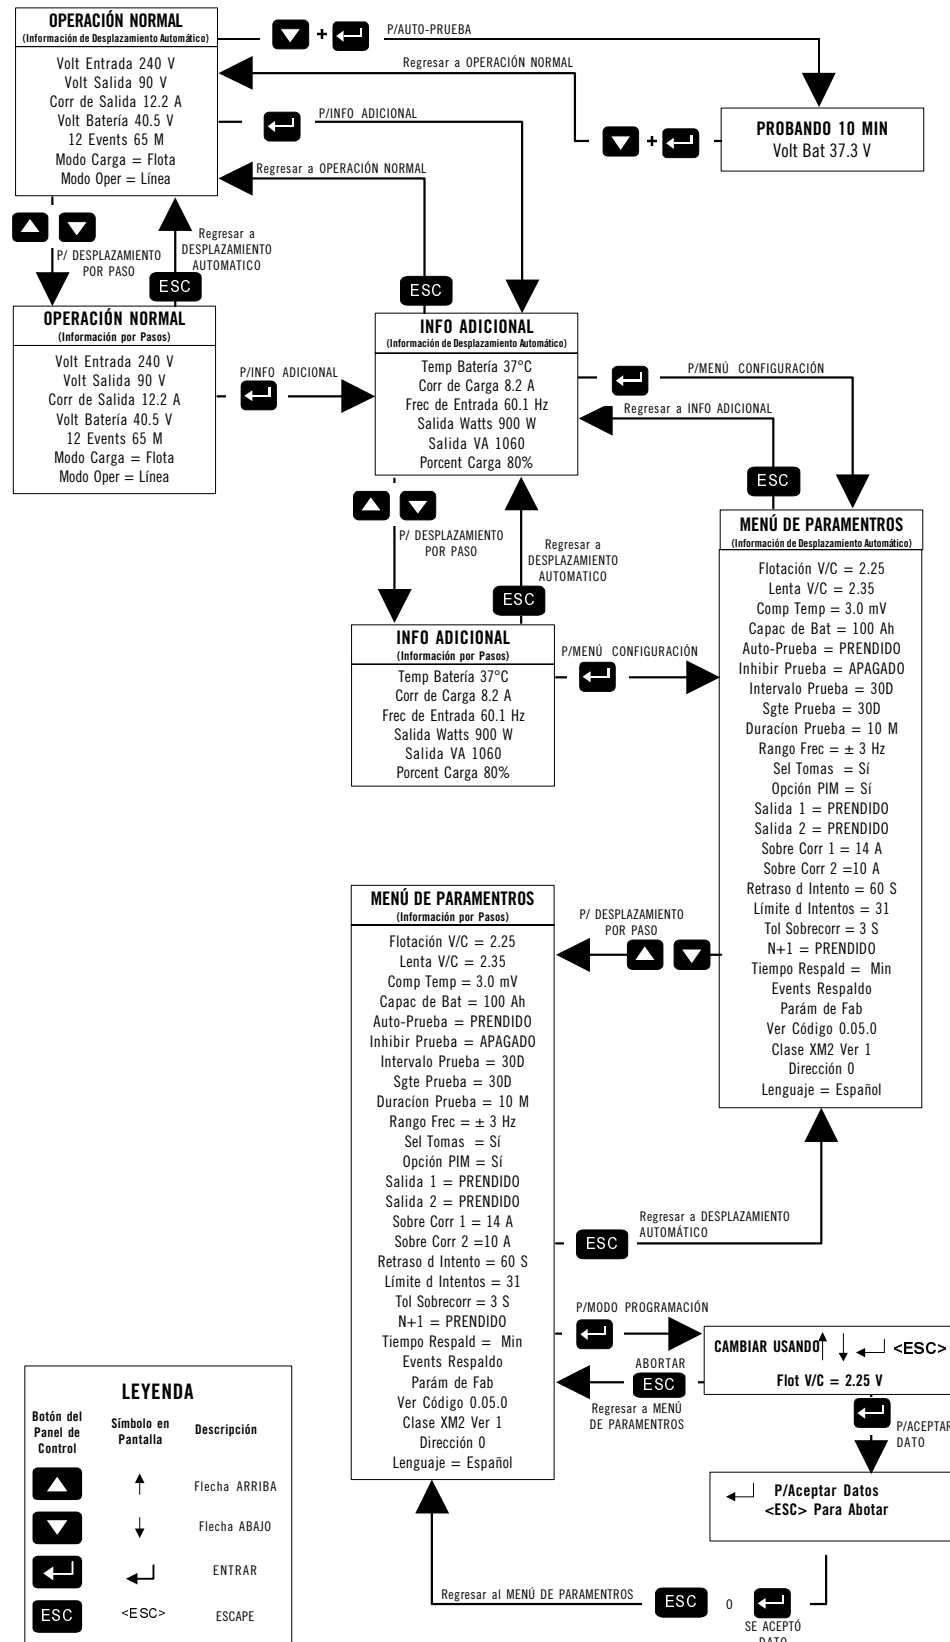 OPERACIÓN NORMAL
(Información de Desplazamiento Automático)
Volt Entrada 240 V
Volt Salida 90 V
Corr de Salida 12.2 A
Volt Batería 40.5 V
12 Events 65 M
Modo Carga = Flota
Modo Oper = Línea
+
P/AUTO-PRUEBA
Regresar a OPERACIÓN NORMAL
P/INFO ADICIONAL
+
PROBANDO 10 MIN
Volt Bat 37.3 V
Regresar a OPERACIÓN NORMAL
ESC
P/ DESPLAZAMIENTO
POR PASO
Regresar a
DESPLAZAMIENTO
AUTOMATICO
ESC
OPERACIÓN NORMAL
(Información por Pasos)
Volt Entrada 240 V
Volt Salida 90 V
Corr de Salida 12.2 A
Volt Batería 40.5 V
12 Events 65 M
Modo Carga = Flota
Modo Oper = Línea
P/INFO ADICIONAL
INFO ADICIONAL
(Información de Desplazamiento Automático)
Temp Batería 37°C
Corr de Carga 8.2 A
Frec de Entrada 60.1 Hz
Salida Watts 900 W
Salida VA 1060
Porcent Carga 80%
P/MENÚ CONFIGURACIÓN
Regresar a INFO ADICIONAL
ESC
P/ DESPLAZAMIENTO
POR PASO
Regresar a
DESPLAZAMIENTO
AUTOMATICO
ESC
INFO ADICIONAL
(Información por Pasos)
Temp Batería 37°C
Corr de Carga 8.2 A
Frec de Entrada 60.1 Hz
Salida Watts 900 W
Salida VA 1060
Porcent Carga 80%
P/MENÚ CONFIGURACIÓN
MENÚ DE PARAMENTROS
(Información de Desplazamiento Automático)
Flotación V/C = 2.25
Lenta V/C = 2.35
Comp Temp = 3.0 mV
Capac de Bat = 100 Ah
Auto-Prueba = PRENDIDO
Inhibir Prueba = APAGADO
Intervalo Prueba = 30D
Sgte Prueba = 30D
Duracíon Prueba = 10 M
Rango Frec = ± 3 Hz
Sel Tomas = Sí
Opción PIM = Sí
Salida 1 = PRENDIDO
Salida 2 = PRENDIDO
Sobre Corr 1 = 14 A
Sobre Corr 2 =10 A
Retraso d Intento = 60 S
Límite d Intentos = 31
Tol Sobrecorr = 3 S
N+1 = PRENDIDO
Tiempo Respald = Min
Events Respaldo
Parám de Fab
Ver Código 0.05.0
Clase XM2 Ver 1
Dirección 0
Lenguaje = Español
P/ DESPLAZAMIENTO
POR PASO
MENÚ DE PARAMENTROS
(Información por Pasos)
Flotación V/C = 2.25
Lenta V/C = 2.35
Comp Temp = 3.0 mV
Capac de Bat = 100 Ah
Auto-Prueba = PRENDIDO
Inhibir Prueba = APAGADO
Intervalo Prueba = 30D
Sgte Prueba = 30D
Duracíon Prueba = 10 M
Rango Frec = ± 3 Hz
Sel Tomas = Sí
Opción PIM = Sí
Salida 1 = PRENDIDO
Salida 2 = PRENDIDO
Sobre Corr 1 = 14 A
Sobre Corr 2 =10 A
Retraso d Intento = 60 S
Límite d Intentos = 31
Tol Sobrecorr = 3 S
N+1 = PRENDIDO
Tiempo Respald = Min
Events Respaldo
Parám de Fab
Ver Código 0.05.0
Clase XM2 Ver 1
Dirección 0
Lenguaje = Español
ESC
Regresar a DESPLAZAMIENTO
AUTOMÁTICO
P/MODO PROGRAMACIÓN
ABORTAR
ESC
Regresar a MENÚ
DE PARAMENTROS
CAMBIAR USANDO ↑ ↓ ↵ <ESC>
Flot V/C = 2.25 V
P/ACEPTAR
DATO
↵ P/Aceptar Datos
<ESC> Para Abotar
Regresar al MENÚ DE PARAMENTROS
ESC
O
SE ACEPTÓ
DATO
LEYENDA
Botón del
Panel de
Control
Símbolo en
Pantalla
Descripción
↑ Flecha ARRIBA
↓ Flecha ABAJO
↵ ENTRAR
ESC <ESC> ESCAPE